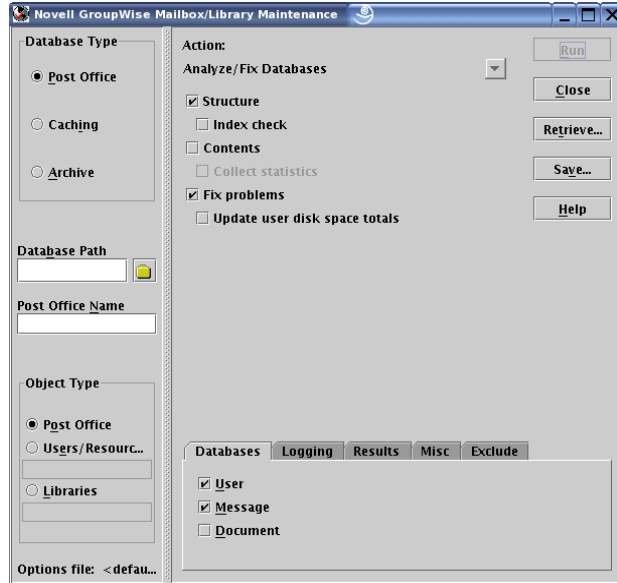 Novell GroupWise Mailbox/Library Maintenance
Database Type
Post Office
Caching
Archive
Database Path
Post Office Name
Object Type
Post Office
Users/Resourc...
Libraries
Options file: <defau...
Action:
Analyze/Fix Databases
Structure
Index check
Contents
Collect statistics
Fix problems
Update user disk space totals
Run
Close
Retrieve...
Save...
Help
Databases Logging Results Misc Exclude
User
Message
Document